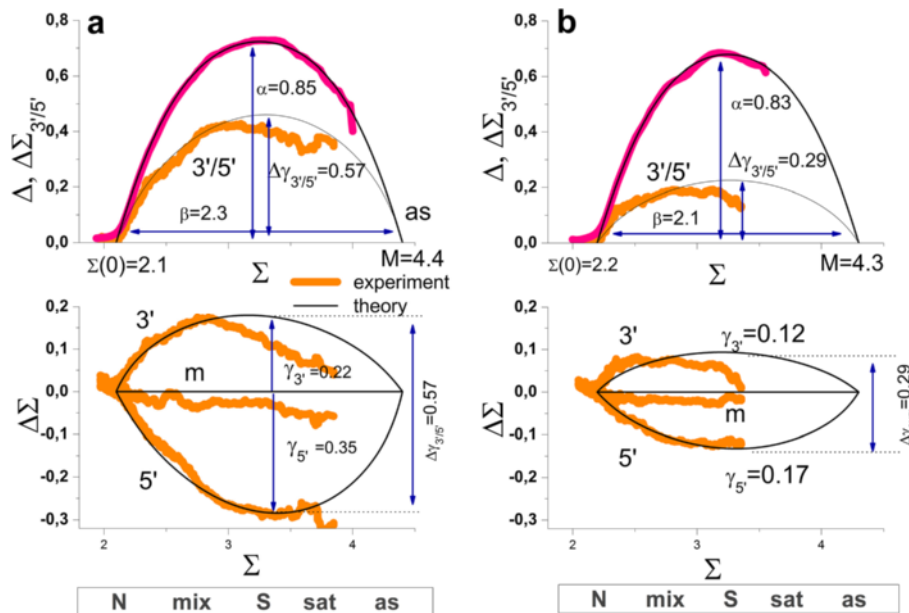 a
Δ, ΔΣ3'/5'
0,8
0,6
0,4
0,2
0,0
α=0.85
3'/5'
Δγ3'/5'=0.57
β=2.3
as
Σ(0)=2.1
M=4.4
Σ
experiment
theory
b
Δ, ΔΣ3'/5'
0,8
0,6
0,4
0,2
0,0
α=0.83
3'/5'
Δγ3'/5'=0.29
β=2.1
Σ(0)=2.2
M=4.3
Σ
ΔΣ
0,2
0,1
0,0
-0,1
-0,2
-0,3
3'
m
5'
γ3'=0.22
γ5'=0.35
Δγ3'/5'=0.57
2
3
4
Σ
N mix S sat as
ΔΣ
0,2
0,1
0,0
-0,1
-0,2
-0,3
3'
m
5'
γ3'=0.12
γ5'=0.17
Δγ =0.29
2
3
4
Σ
N mix S sat as